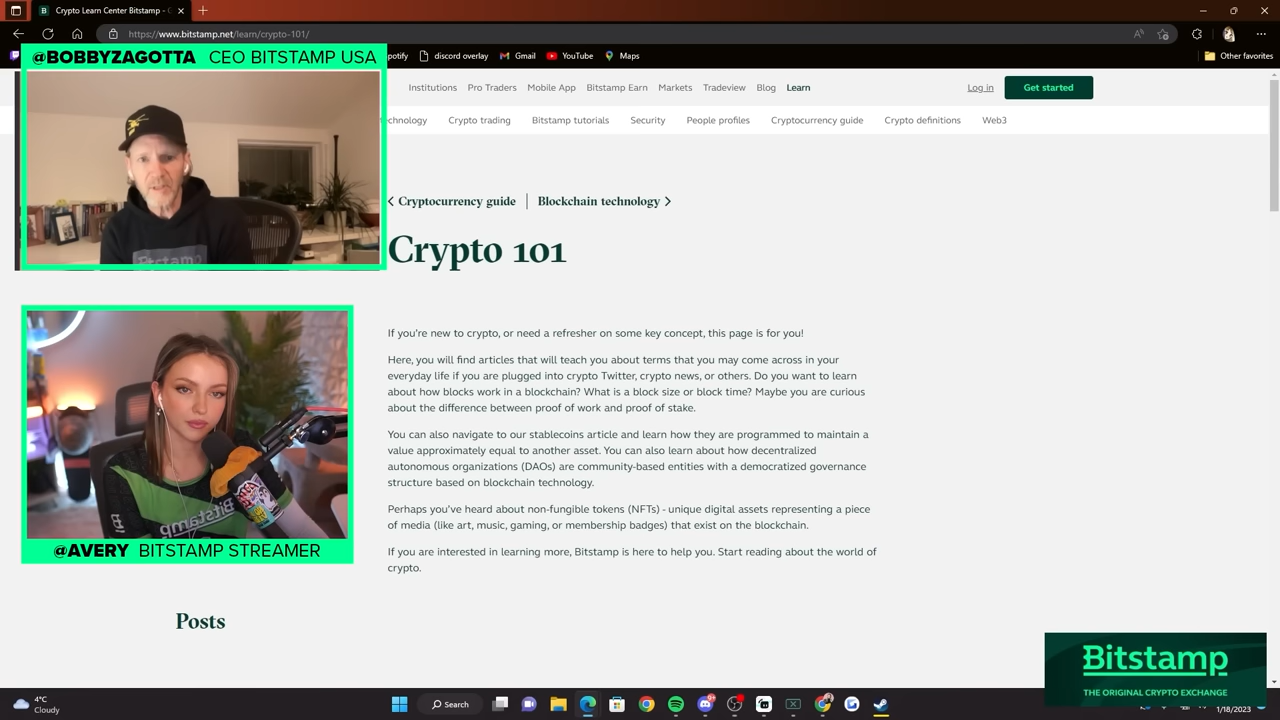 Crypto Learn Center Bitstamp - C
https://www.bitstamp.net/learn/crypto-101/
discord overlay
Gmail
YouTube
Maps
Other favorites
@BOBBYZAGOTTA CEO BITSTAMP USA
Institutions Pro Traders Mobile App Bitstamp Earn Markets Tradeview Blog Learn
Log in
Get started
Crypto trading Bitstamp tutorials Security People profiles Cryptocurrency guide Crypto definitions Web3
Cryptocurrency guide
Blockchain technology
Crypto 101
Bitstamp
If you're new to crypto, or need a refresher on some key concept, this page is for you!
Here, you will find articles that will teach you about terms that you may come across in your
everyday life if you are plugged into crypto Twitter, crypto news, or others. Do you want to learn
about how blocks work in a blockchain? What is a block size or block time? Maybe you are curious
about the difference between proof of work and proof of stake.
You can also navigate to our stablecoins article and learn how they are programmed to maintain a
value approximately equal to another asset. You can also learn about how decentralized
autonomous organizations (DAOs) are community-based entities with a democratized governance
structure based on blockchain technology.
Perhaps you've heard about non-fungible tokens (NFTs) - unique digital assets representing a piece
of media (like art, music, gaming, or membership badges) that exist on the blockchain.
If you are interested in learning more, Bitstamp is here to help you. Start reading about the world of
crypto.
Bitstamp
@AVERY BITSTAMP STREAMER
Posts
Bitstamp
THE ORIGINAL CRYPTO EXCHANGE
4°C
Cloudy
Search
1/18/2023